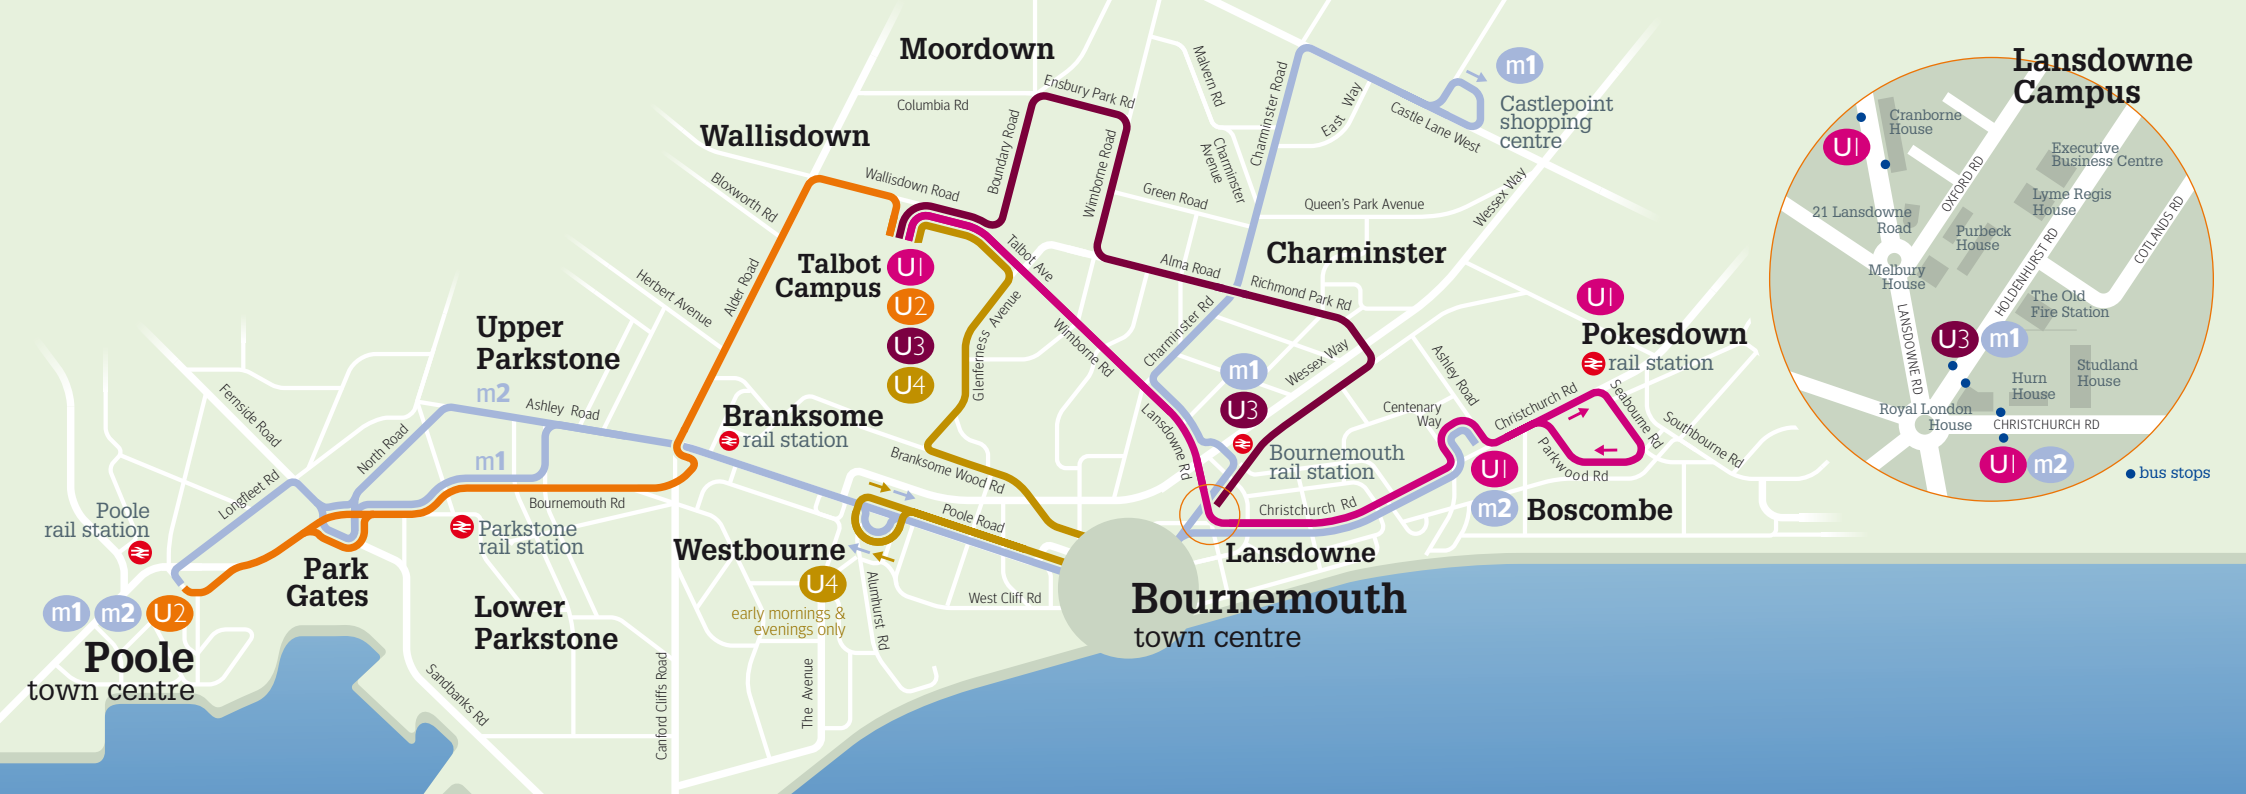 Moordown
Ensbury Park Rd
Columbia Rd
Malvern Rd
Charminster Road
East Way
m1
Castlepoint
shopping
centre
Castle Lane West
Wallisdown
Wallisdown Road
Boundary Road
Wimborne Road
Charminster
Avenue
Green Road
Queen's Park Avenue
Wessex Way
Bloxworth Rd
Talbot Ave
Charminster
Alma Road
Richmond Park Rd
Herbert Avenue
Alder Road
Talbot
Campus
U1
U2
U3
U4
Glenferness Avenue
Wimborne Rd
Charminster Rd
Wessex Way
Ashley Road
U1
Pokesdown
rail station
Upper
Parkstone
m2
Ashley Road
Fernside Road
North Road
Branksome
rail station
m1
U3
Lansdowne Rd
Bournemouth
rail station
Centenary
Way
Christchurch Rd
Seabourne Rd
Southbourne Rd
Parkwood Rd
U1
m2
Boscombe
m1
Longfleet Rd
Bournemouth Rd
Branksome Wood Rd
Poole Road
Christchurch Rd
Lansdowne
Poole
rail station
Parkstone
rail station
Park
Gates
Westbourne
U4
early mornings &
evenings only
Alumhurst Rd
West Cliff Rd
Bournemouth
town centre
m1
m2
U2
Poole
town centre
Lower
Parkstone
Sandbanks Rd
Canford Cliffs Road
The Avenue
Lansdowne
Campus
Cranborne
House
U1
Executive
Business Centre
OXFORD RD
Lyme Regis
House
21 Lansdowne
Road
Purbeck
House
COTLANDS RD
HOLDENHURST RD
Melbury
House
The Old
Fire Station
LANSDOWNE RD
U3
m1
Studland
House
Hurn
House
Royal London
House
CHRISTCHURCH RD
U1
m2
bus stops